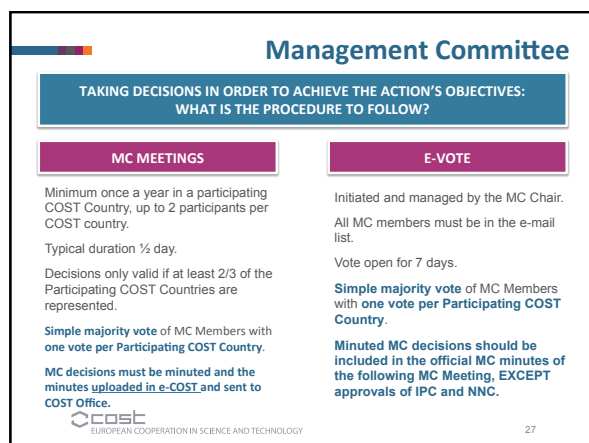 Management Committee
TAKING DECISIONS IN ORDER TO ACHIEVE THE ACTION'S OBJECTIVES:
WHAT IS THE PROCEDURE TO FOLLOW?
MC MEETINGS
Minimum once a year in a participating
COST Country, up to 2 participants per
COST country.
Typical duration ½ day.
Decisions only valid if at least 2/3 of the
Participating COST Countries are
represented.
Simple majority vote of MC Members with
one vote per Participating COST Country.
MC decisions must be minuted and the
minutes uploaded in e-COST and sent to
COST Office.
E-VOTE
Initiated and managed by the MC Chair.
All MC members must be in the e-mail
list.
Vote open for 7 days.
Simple majority vote of MC Members
with one vote per Participating COST
Country.
Minuted MC decisions should be
included in the official MC minutes of
the following MC Meeting, EXCEPT
approvals of IPC and NNC.
cost
EUROPEAN COOPERATION IN SCIENCE AND TECHNOLOGY
27